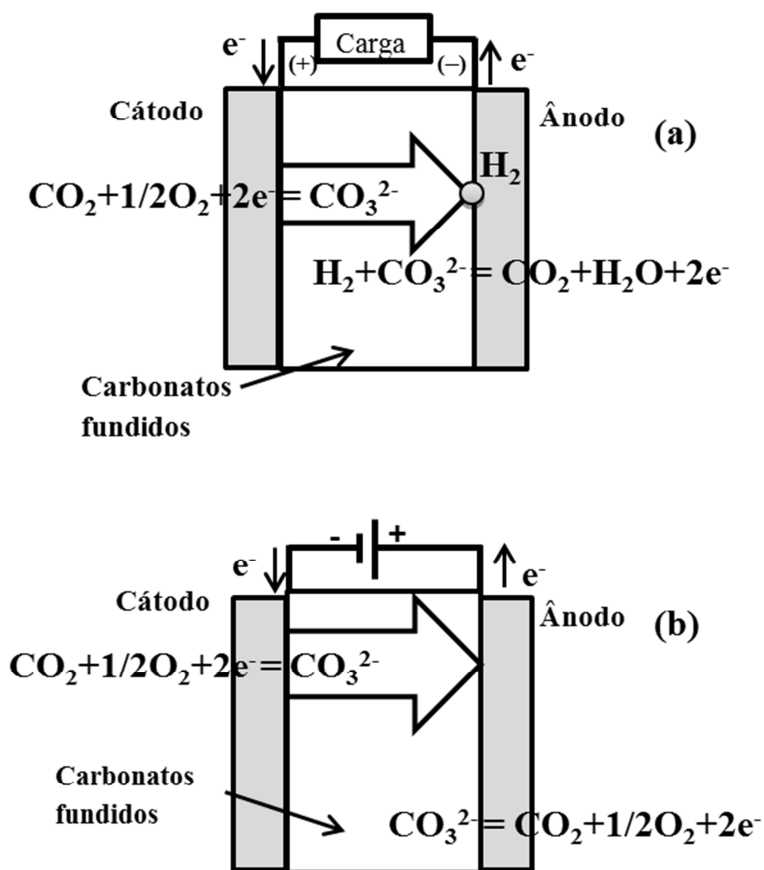 e⁻ Carga e⁻
(+) (–)
Cátodo
Ânodo
(a)
H₂
CO₂+1/2O₂+2e⁻= CO₃²⁻
H₂+CO₃²⁻= CO₂+H₂O+2e⁻
Carbonatos
fundidos
- +
e⁻ e⁻
Cátodo
Ânodo
(b)
CO₂+1/2O₂+2e⁻= CO₃²⁻
Carbonatos
fundidos
CO₃²⁻= CO₂+1/2O₂+2e⁻